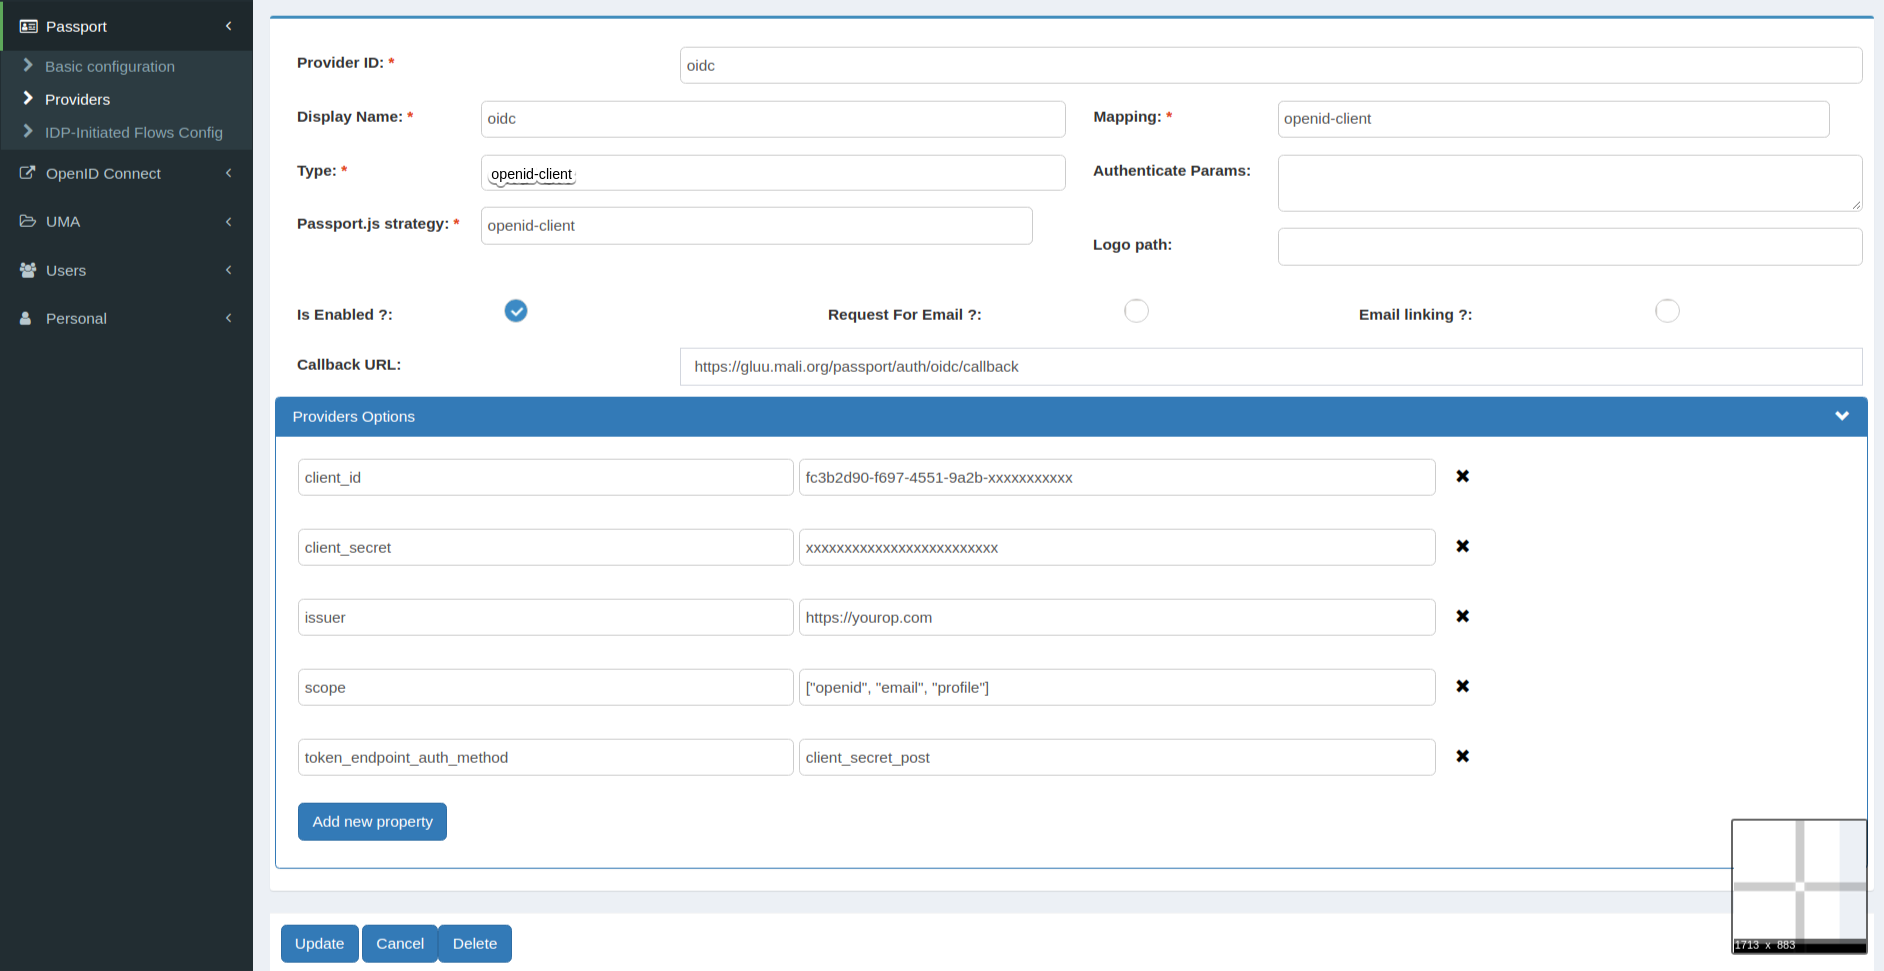 Passport
Basic configuration
Providers
IDP-Initiated Flows Config
OpenID Connect
UMA
Users
Personal
Provider ID: *
oidc
Display Name: *
oidc
Mapping: *
openid-client
Type: *
openid-client
Authenticate Params:
Passport.js strategy: *
openid-client
Logo path:
Is Enabled ?:
Request For Email ?:
Email linking ?:
Callback URL:
https://gluu.mali.org/passport/auth/oidc/callback
Providers Options
client_id
fc3b2d90-f697-4551-9a2b-xxxxxxxxxxx
client_secret
xxxxxxxxxxxxxxxxxxxxxxxxx
issuer
https://yourop.com
scope
["openid", "email", "profile"]
token_endpoint_auth_method
client_secret_post
Add new property
Update
Cancel
Delete
1713 x 883